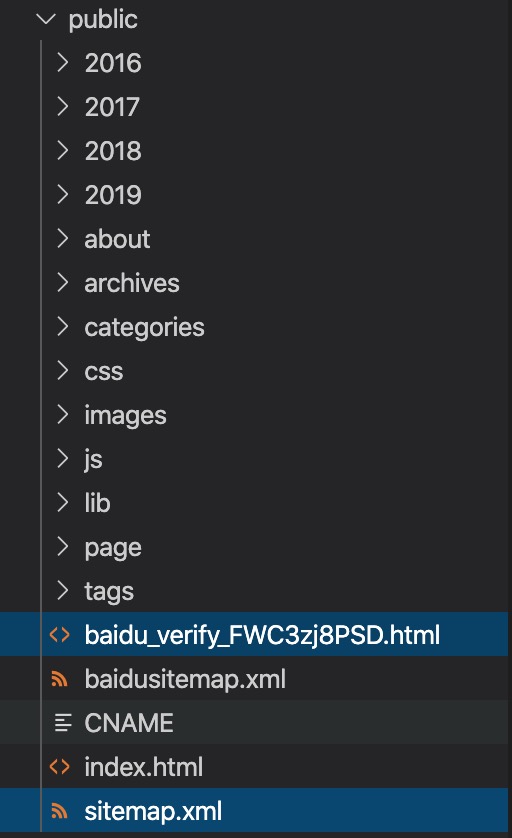 public
2016
2017
2018
2019
about
archives
categories
css
images
js
lib
page
tags
baidu_verify_FWC3zj8PSD.html
baidusitemap.xml
CNAME
index.html
sitemap.xml